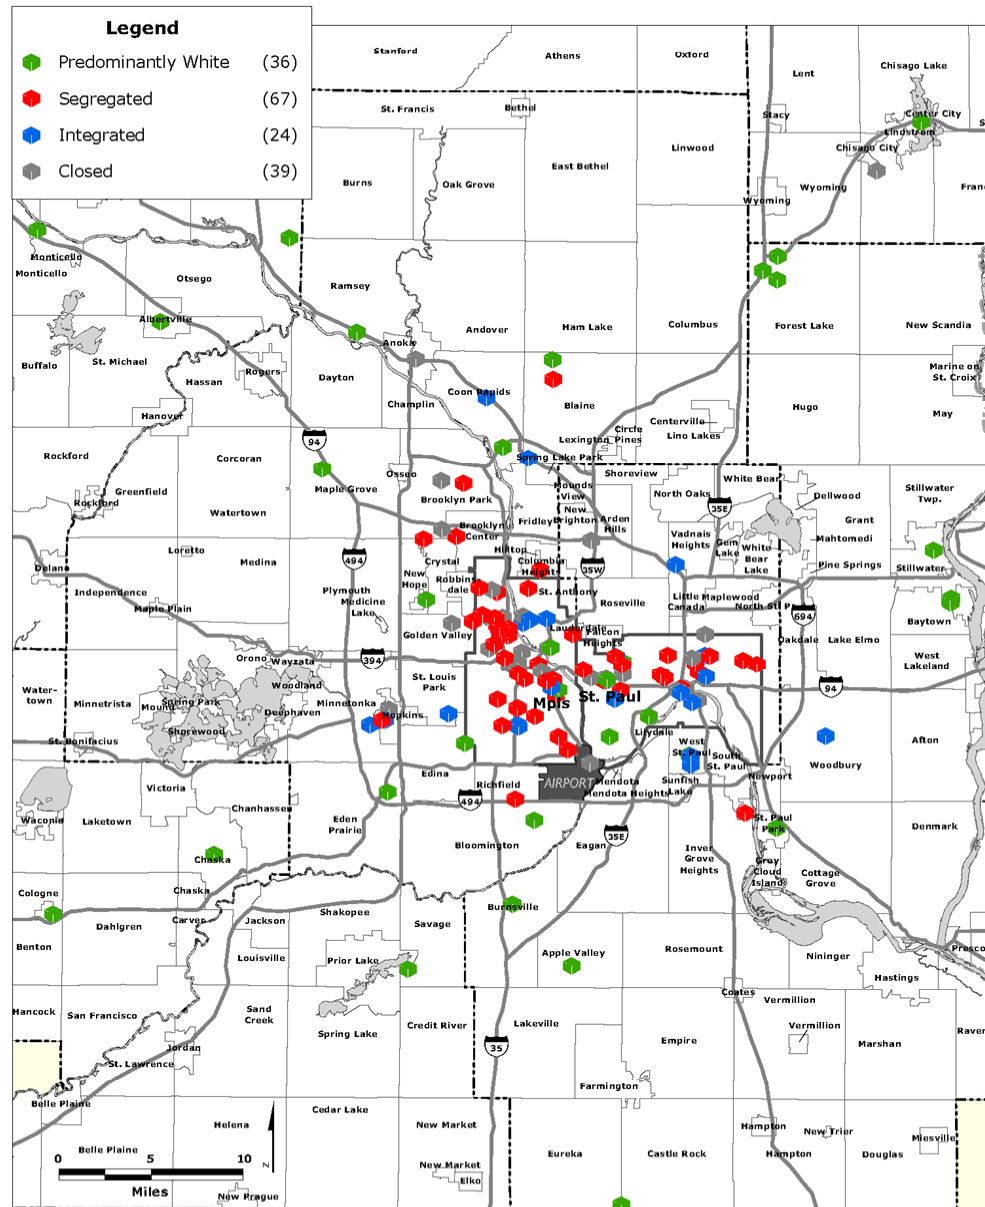 Legend
Predominantly White (36)
Segregated (67)
Integrated (24)
Closed (39)
Stanford
Athens
Oxford
Lent
Chisago Lake
St. Francis
Bethel
Stacy
Center City
Lindstrom
Chisago City
Linwood
East Bethel
Burns
Oak Grove
Wyoming
Wyoming
Fran
Monticello
Monticello
Otsego
Ramsey
Albertville
Andover
Ham Lake
Columbus
Forest Lake
New Scandia
Anoka
Buffalo
St. Michael
Rogers
Hassan
Dayton
Marine on
St. Croix
Coon Rapids
Champlin
Blaine
Hugo
May
Hanover
Centerville
Circle
Lexington Pines
Lino Lakes
94
Rockford
Corcoran
Spring Lake Park
Osseo
Shoreview
White Bear
Greenfield
Rockford
Maple Grove
Brooklyn Park
Mounds
View
North Oaks
Dellwood
Stillwater
Twp.
Watertown
New
Brighton
Arden
Hills
35E
Grant
Fridley
Brooklyn
Center
Vadnais
Heights
Gem
Lake
White
Bear
Lake
Mahtomedi
Loretto
Medina
494
Hilltop
Columbia
Heights
35W
Pine Springs
Stillwater
Delano
Crystal
New
Hope
Robbins
dale
Independence
Plymouth
Medicine
Lake
St. Anthony
Roseville
Little
Canada
Maplewood
North St P
Maple Plain
694
Baytown
Golden Valley
Lauderdale
Falcon
Heights
Oakdale
Lake Elmo
Orono
Wayzata
394
West
Lakeland
St. Louis
Park
Water-
town
Minnetrista
Mound
Spring Park
Woodland
Deephaven
Minnetonka
Hopkins
Mpls
St. Paul
94
Shorewood
St. Bonifacius
Lilydale
West
St. Paul
South
St. Paul
Woodbury
Afton
Edina
Richfield
AIRPORT
Mendota
Mendota Heights
Sunfish
Lake
Newport
Victoria
Chanhassen
494
Waconia
Laketown
Eden
Prairie
Bloomington
Eagan
35E
St. Paul
Park
Denmark
Chaska
Inver
Grove
Heights
Grey
Cloud
Island
Cottage
Grove
Cologne
Chaska
Carver
Jackson
Shakopee
Burnsville
Dahlgren
Savage
Benton
Louisville
Prior Lake
Apple Valley
Rosemount
Nininger
Presco
Hastings
Coates
Vermillion
Hancock
San Francisco
Sand
Creek
Spring Lake
Credit River
Lakeville
Empire
Vermillion
Marshan
Raven
35
Jordan
St. Lawrence
Farmington
Belle Plaine
Cedar Lake
Helena
New Market
Hampton
New Trier
Miesville
Belle Plaine
Eureka
Castle Rock
Hampton
Douglas
0 5 10
Miles
N
New Market
Elko
New Prague